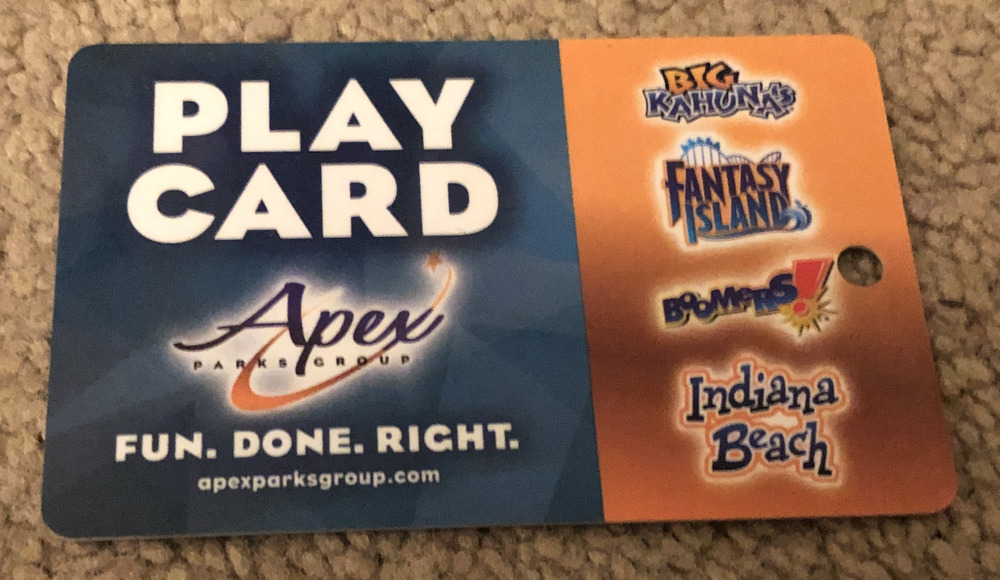 PLAY
CARD
Apex
PARKS GROUP
FUN. DONE. RIGHT.
apexparksgroup.com
BIG
KAHUNA'S
FANTASY
ISLAND
BOOMERS!
Indiana
Beach